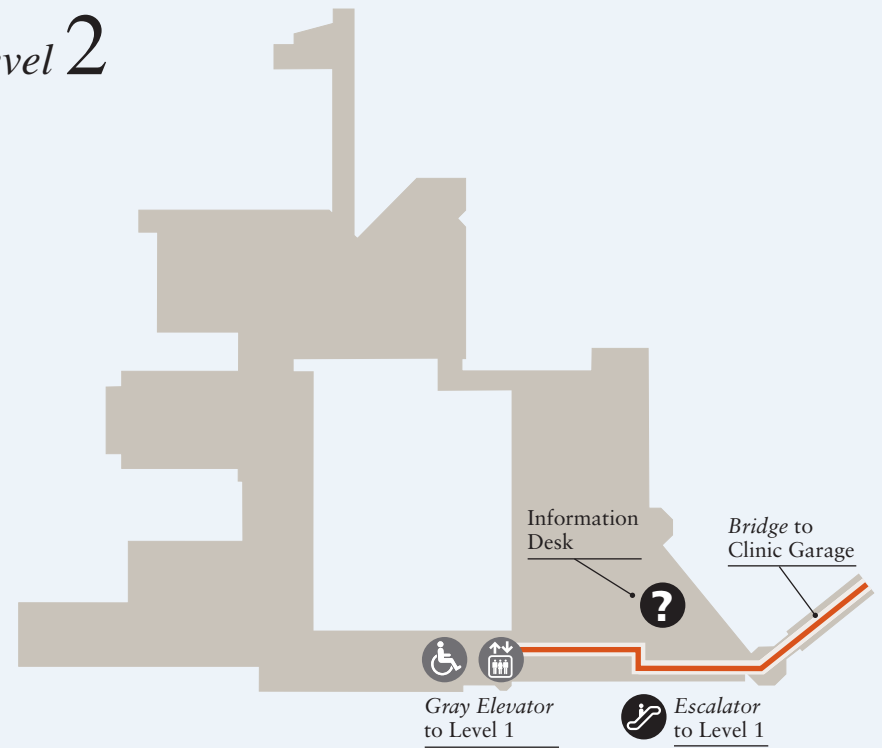 vel 2
Information
Desk
Bridge to
Clinic Garage
?
Gray Elevator
to Level 1
Escalator
to Level 1